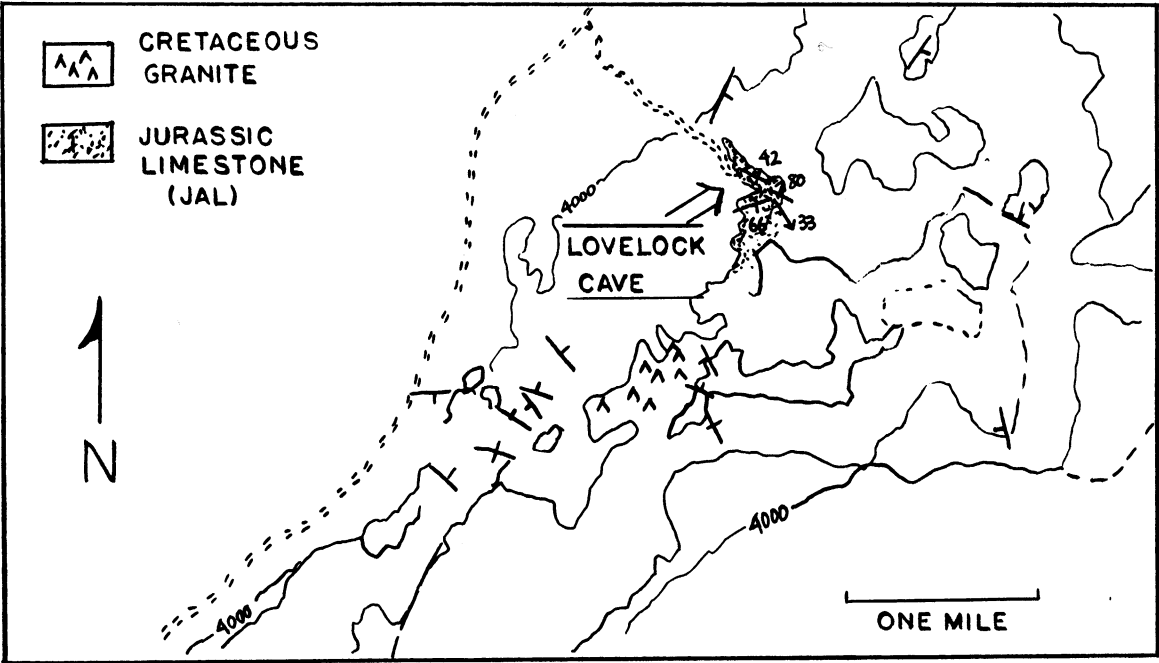 CRETACEOUS
GRANITE
JURASSIC
LIMESTONE
(JAL)
42
80
4000
33
66
LOVELOCK
CAVE
N
4000
4000
ONE MILE